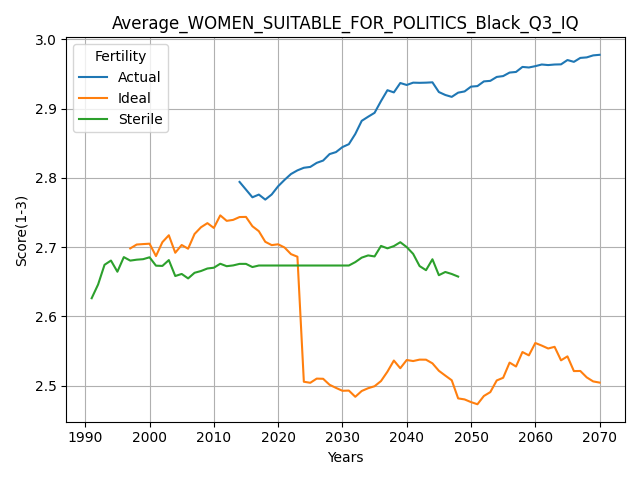 Average_WOMEN_SUITABLE_FOR_POLITICS_Black_Q3_IQ
3.0
2.9
2.8
2.7
2.6
2.5
Score(1-3)
Fertility
Actual
Ideal
Sterile
1990 2000 2010 2020 2030 2040 2050 2060 2070
Years